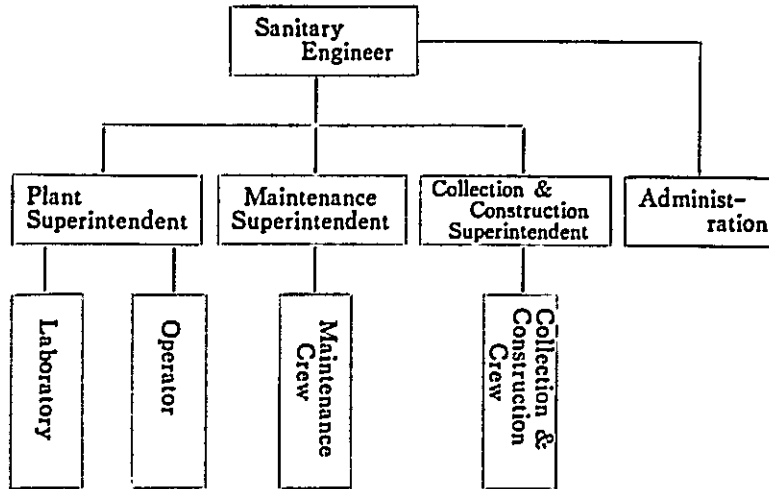 Sanitary
Engineer
Plant
Superintendent
Maintenance
Superintendent
Collection &
Construction
Superintendent
Administ-
ration
Laboratory
Operator
Maintenance
Crew
Collection &
Construction
Crew